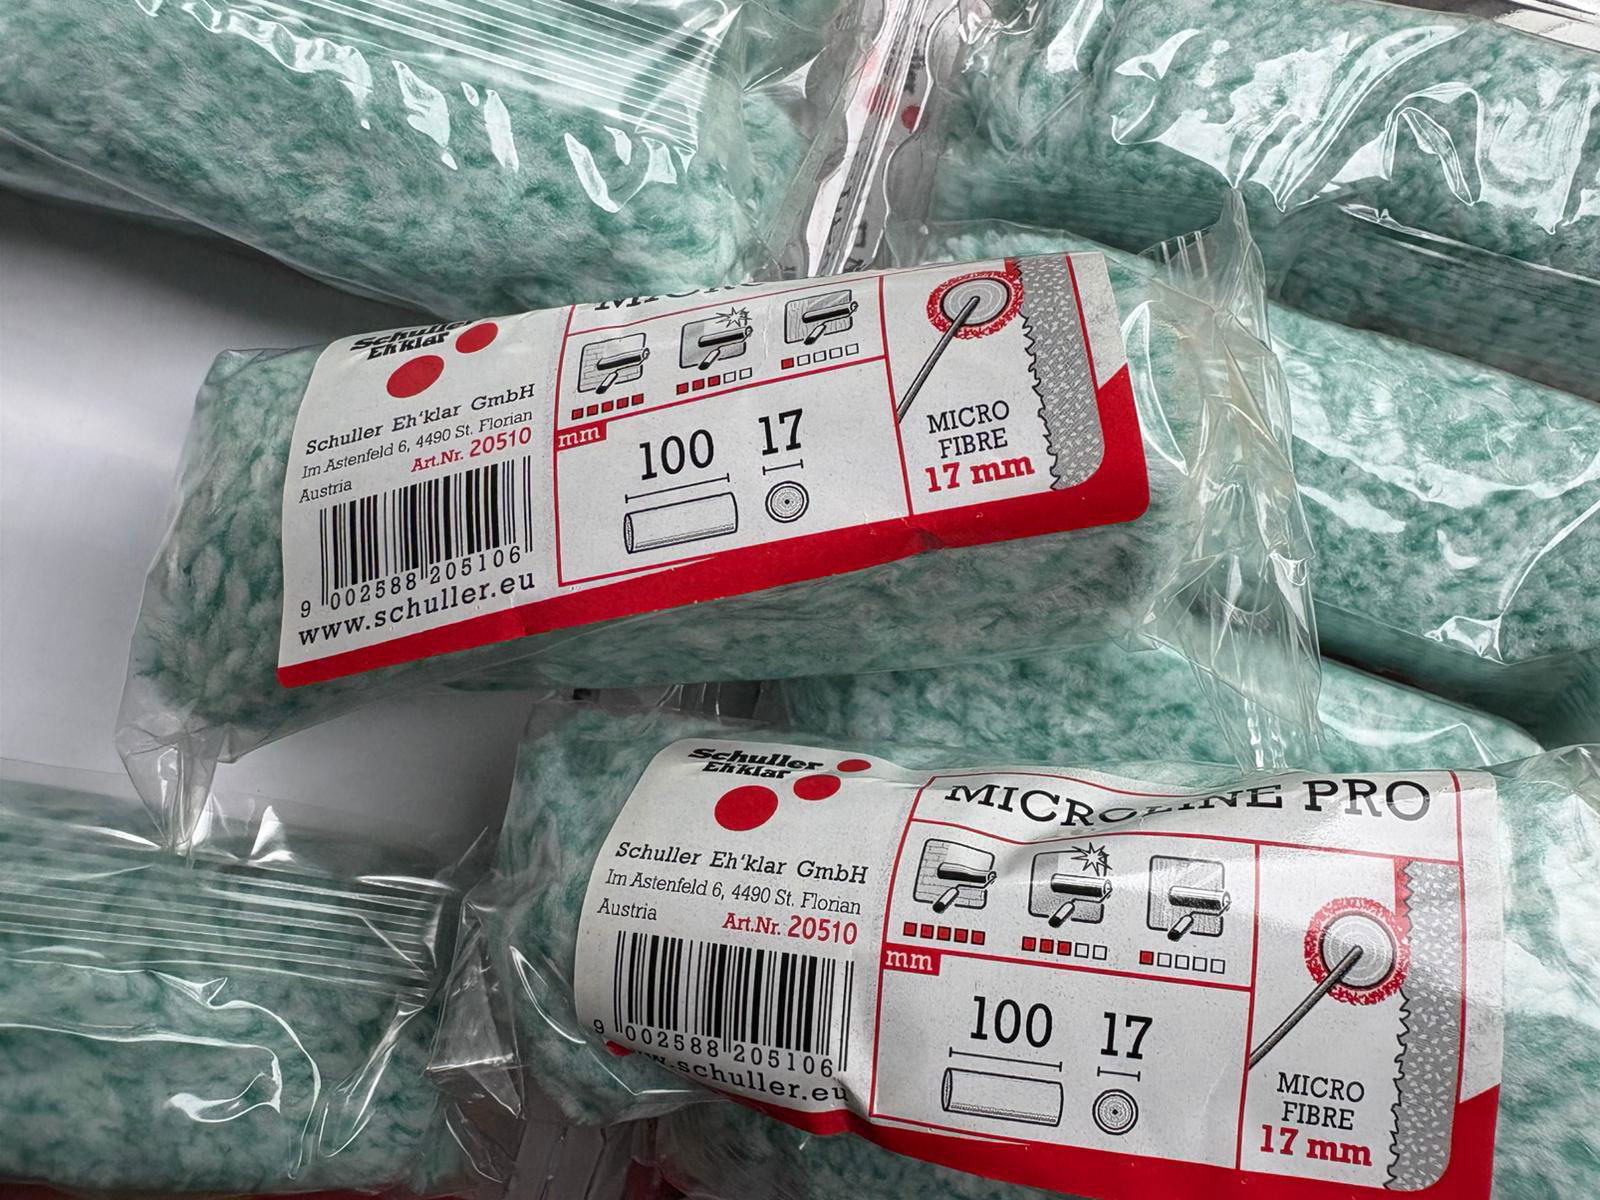 Schuller
Eh'klar
Schuller Eh'klar GmbH
Im Astenfeld 6, 4490 St. Florian
Austria
Art.Nr. 20510
9 002588 205106
www.schuller.eu
mm
100
17
MICRO
FIBRE
17 mm
Schuller
Eh'klar
Schuller Eh'klar GmbH
Im Astenfeld 6, 4490 St. Florian
Austria
Art.Nr. 20510
9 002588 205106
w.schuller.eu
MICROLINE PRO
mm
100
17
MICRO
FIBRE
17 mm